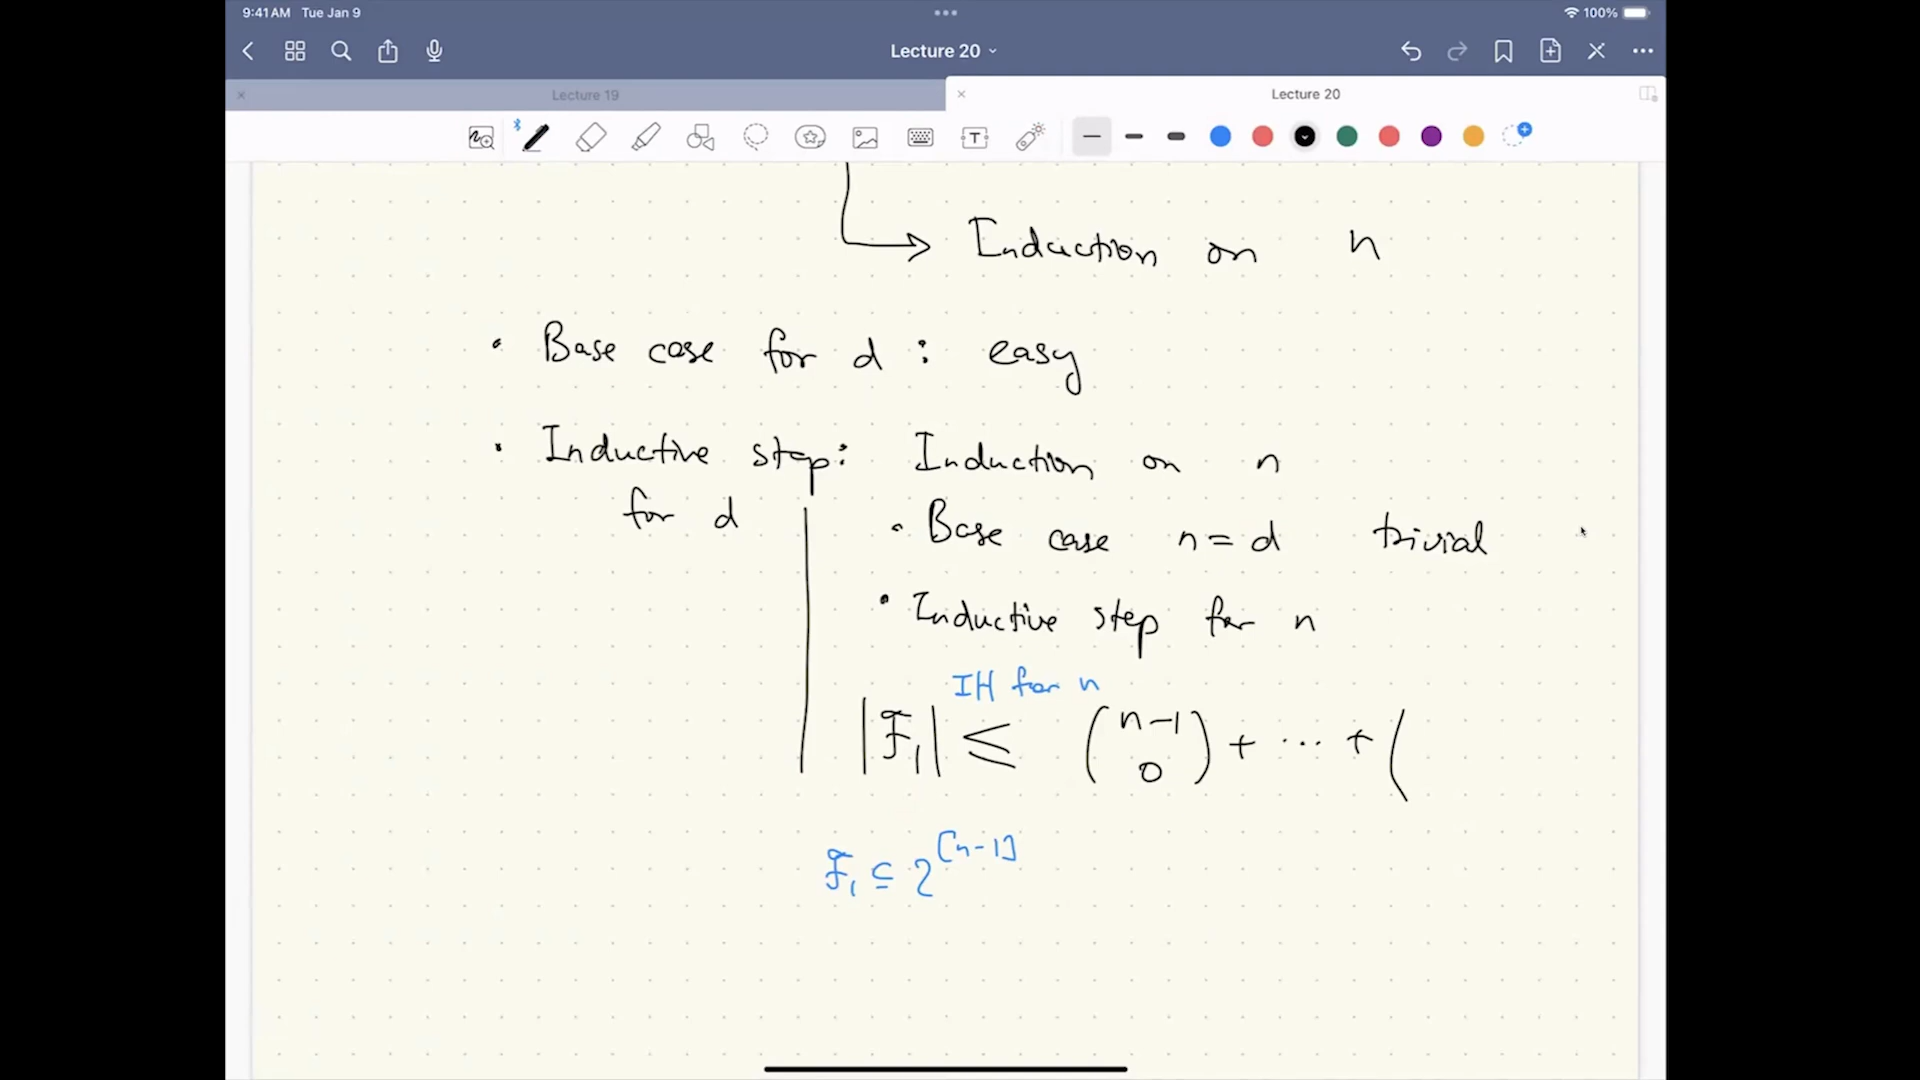 9:41 AM Tue Jan 9
100%
Lecture 20
Lecture 19
Lecture 20
Induction on n
• Base case for d : easy
• Inductive step: Induction on n
for d
• Base case n = d trivial
• Inductive step for n
IH for n
|ℱ₁| ≤ (n-1 0) + ... + (
ℱ₁ ⊆ 2^[n-1]